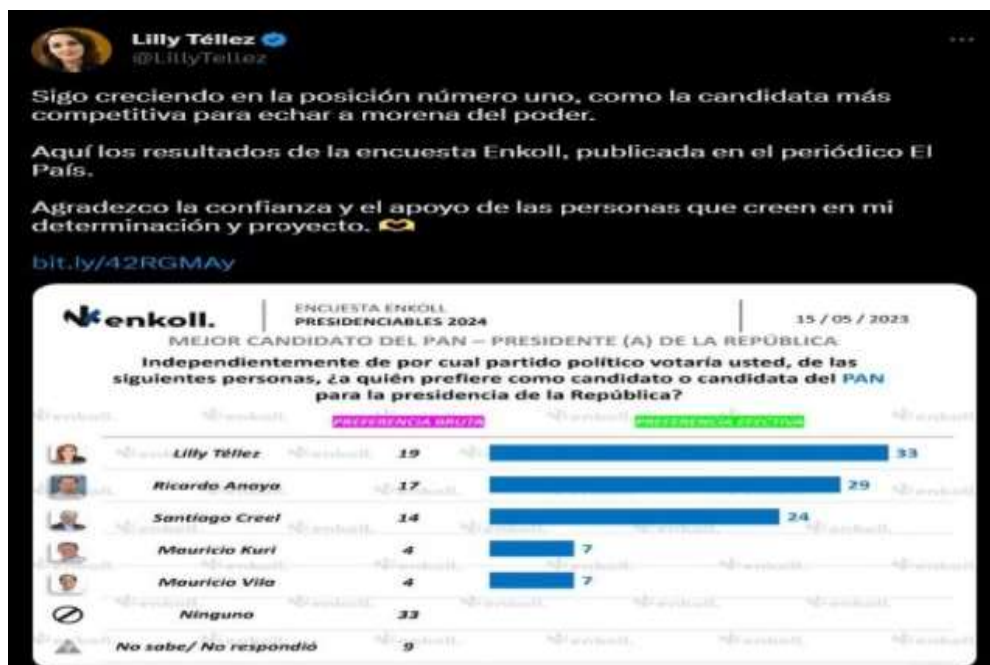 Lilly Téllez
@LillyTellez
Sigo creciendo en la posición número uno, como la candidata más
competitiva para echar a morena del poder.
Aquí los resultados de la encuesta Enkoll, publicada en el periódico El
País.
Agradezco la confianza y el apoyo de las personas que creen en mi
determinación y proyecto.
bit.ly/42RGMAy
enkoll.
ENCUESTA ENKOLL
PRESIDENCIABLES 2024
15 / 05 / 2023
MEJOR CANDIDATO DEL PAN – PRESIDENTE (A) DE LA REPÚBLICA
Independientemente de por cual partido político votaría usted, de las
siguientes personas, ¿a quién prefiere como candidato o candidata del PAN
para la presidencia de la República?
PREFERENCIA BRUTA PREFERENCIA EFECTIVA
Lilly Téllez 19 33
Ricardo Anaya 17 29
Santiago Creel 14 24
Mauricio Kuri 4 7
Mauricio Vila 4 7
Ninguno 33
No sabe/ No respondió 9